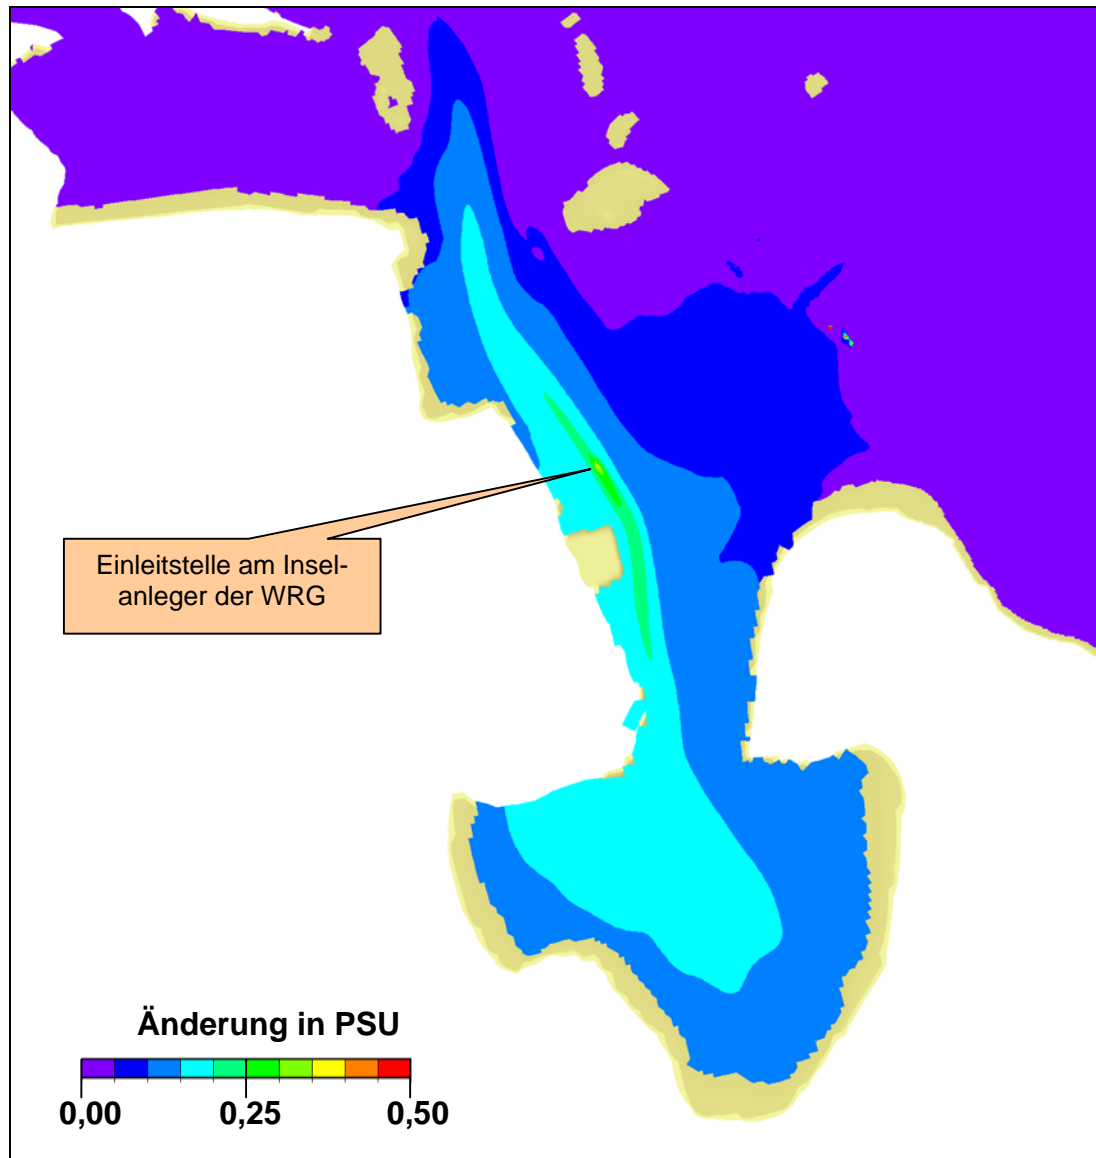 Einleitstelle am Insel-
anleger der WRG
Änderung in PSU
0,00 0,25 0,50